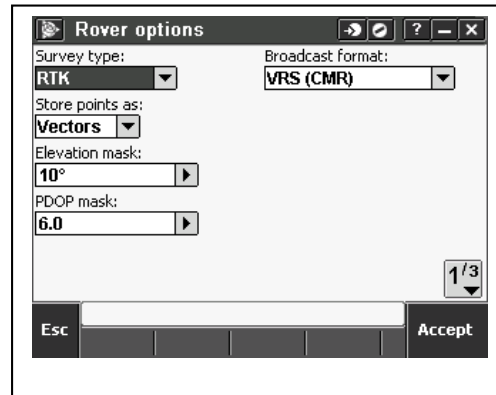 Rover options
Survey type:
RTK
Broadcast format:
VRS (CMR)
Store points as:
Vectors
Elevation mask:
10°
PDOP mask:
6.0
1/3
Esc
Accept